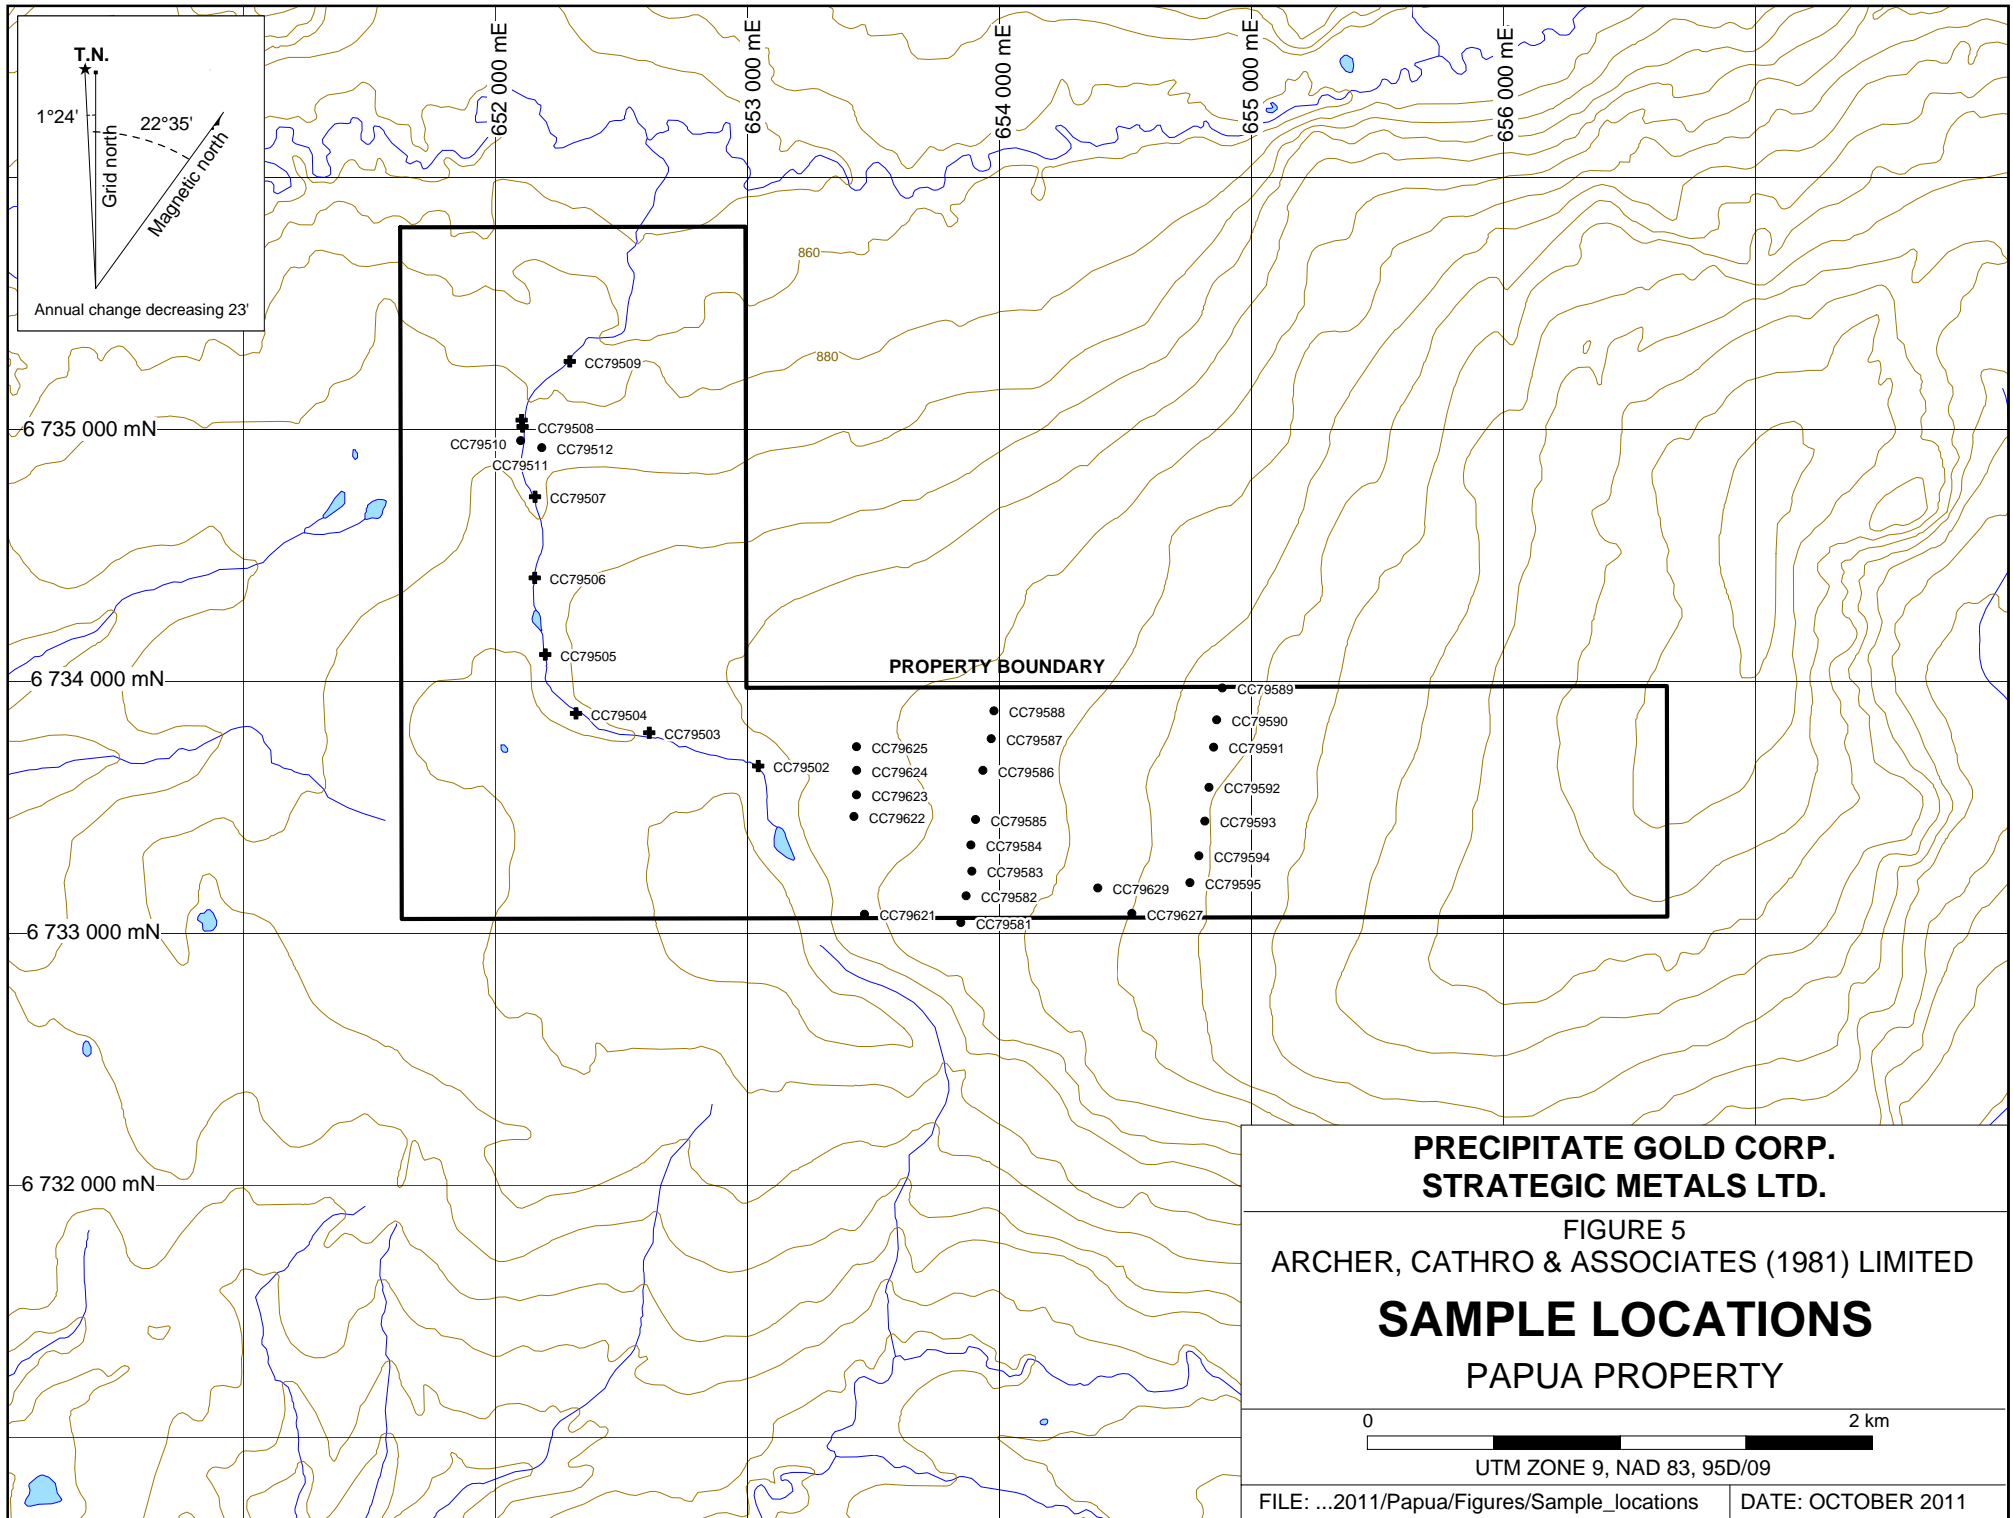 T.N.
1°24'
22°35'
Grid north
Magnetic north
Annual change decreasing 23'
652 000 mE
653 000 mE
654 000 mE
655 000 mE
656 000 mE
860
880
CC79509
6 735 000 mN
CC79508
CC79510
CC79512
CC79511
CC79507
CC79506
CC79505
PROPERTY BOUNDARY
6 734 000 mN
CC79589
CC79504
CC79588
CC79590
CC79503
CC79587
CC79625
CC79591
CC79502
CC79624
CC79586
CC79592
CC79623
CC79622
CC79585
CC79593
CC79584
CC79594
CC79583
CC79629
CC79595
CC79582
CC79621
CC79627
CC79581
6 733 000 mN
6 732 000 mN
PRECIPITATE GOLD CORP.
STRATEGIC METALS LTD.
FIGURE 5
ARCHER, CATHRO & ASSOCIATES (1981) LIMITED
SAMPLE LOCATIONS
PAPUA PROPERTY
0 2 km
UTM ZONE 9, NAD 83, 95D/09
FILE: ...2011/Papua/Figures/Sample_locations
DATE: OCTOBER 2011